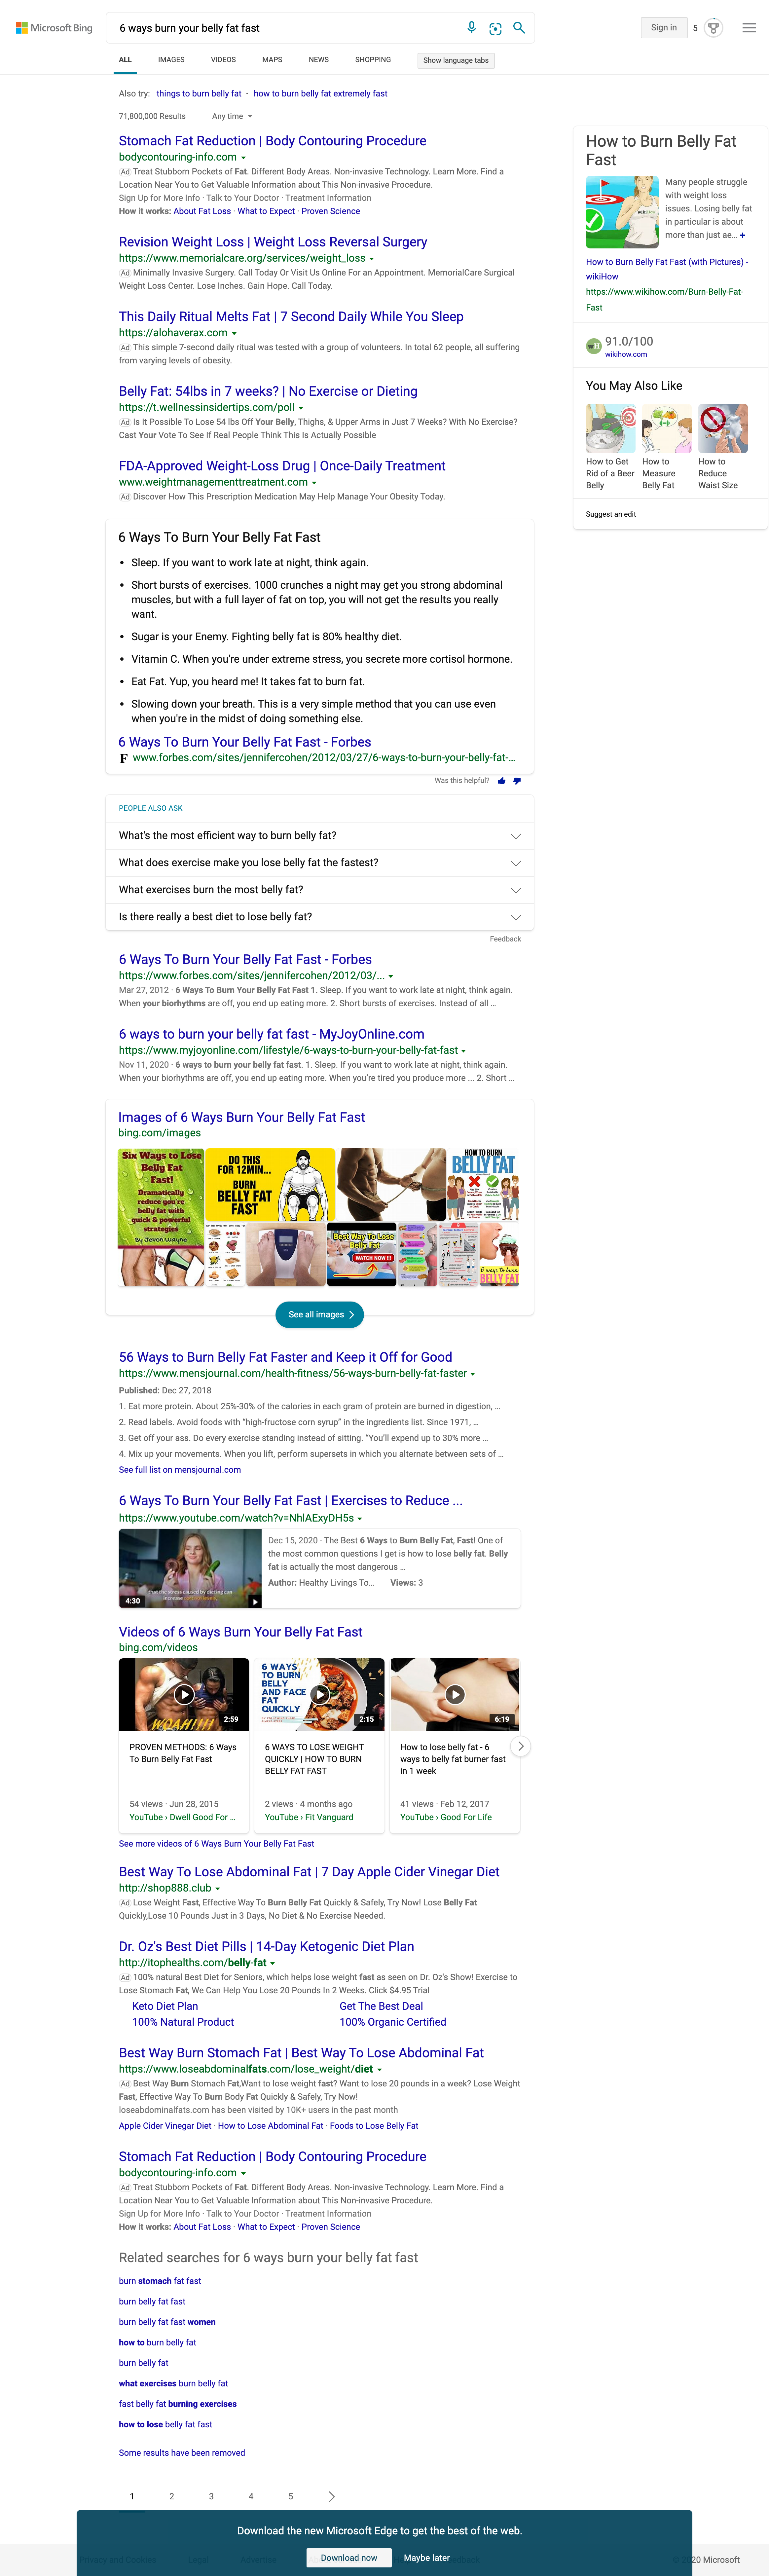 Microsoft Bing
6 ways burn your belly fat fast
Sign in
5
ALL
IMAGES
VIDEOS
MAPS
NEWS
SHOPPING
Show language tabs
Also try: things to burn belly fat · how to burn belly fat extremely fast
71,800,000 Results
Any time
Stomach Fat Reduction | Body Contouring Procedure
bodycontouring-info.com
Ad Treat Stubborn Pockets of Fat. Different Body Areas. Non-invasive Technology. Learn More. Find a
Location Near You to Get Valuable Information about This Non-invasive Procedure.
Sign Up for More Info · Talk to Your Doctor · Treatment Information
How it works: About Fat Loss · What to Expect · Proven Science
Revision Weight Loss | Weight Loss Reversal Surgery
https://www.memorialcare.org/services/weight_loss
Ad Minimally Invasive Surgery. Call Today Or Visit Us Online For an Appointment. MemorialCare Surgical
Weight Loss Center. Lose Inches. Gain Hope. Call Today.
This Daily Ritual Melts Fat | 7 Second Daily While You Sleep
https://alohaverax.com
Ad This simple 7-second daily ritual was tested with a group of volunteers. In total 62 people, all suffering
from varying levels of obesity.
Belly Fat: 54lbs in 7 weeks? | No Exercise or Dieting
https://t.wellnessinsidertips.com/poll
Ad Is It Possible To Lose 54 lbs Off Your Belly, Thighs, & Upper Arms in Just 7 Weeks? With No Exercise?
Cast Your Vote To See If Real People Think This Is Actually Possible
FDA-Approved Weight-Loss Drug | Once-Daily Treatment
www.weightmanagementtreatment.com
Ad Discover How This Prescription Medication May Help Manage Your Obesity Today.
How to Burn Belly Fat
Fast
Many people struggle
with weight loss
issues. Losing belly fat
in particular is about
more than just ae... +
How to Burn Belly Fat Fast (with Pictures) -
wikiHow
https://www.wikihow.com/Burn-Belly-Fat-
Fast
91.0/100
wikihow.com
You May Also Like
How to Get
Rid of a Beer
Belly
How to
Measure
Belly Fat
How to
Reduce
Waist Size
Suggest an edit
6 Ways To Burn Your Belly Fat Fast
• Sleep. If you want to work late at night, think again.
• Short bursts of exercises. 1000 crunches a night may get you strong abdominal
muscles, but with a full layer of fat on top, you will not get the results you really
want.
• Sugar is your Enemy. Fighting belly fat is 80% healthy diet.
• Vitamin C. When you're under extreme stress, you secrete more cortisol hormone.
• Eat Fat. Yup, you heard me! It takes fat to burn fat.
• Slowing down your breath. This is a very simple method that you can use even
when you're in the midst of doing something else.
6 Ways To Burn Your Belly Fat Fast - Forbes
F www.forbes.com/sites/jennifercohen/2012/03/27/6-ways-to-burn-your-belly-fat-...
Was this helpful?
PEOPLE ALSO ASK
What's the most efficient way to burn belly fat?
What does exercise make you lose belly fat the fastest?
What exercises burn the most belly fat?
Is there really a best diet to lose belly fat?
Feedback
6 Ways To Burn Your Belly Fat Fast - Forbes
https://www.forbes.com/sites/jennifercohen/2012/03/...
Mar 27, 2012 · 6 Ways To Burn Your Belly Fat Fast 1. Sleep. If you want to work late at night, think again.
When your biorhythms are off, you end up eating more. 2. Short bursts of exercises. Instead of all ...
6 ways to burn your belly fat fast - MyJoyOnline.com
https://www.myjoyonline.com/lifestyle/6-ways-to-burn-your-belly-fat-fast
Nov 11, 2020 · 6 ways to burn your belly fat fast. 1. Sleep. If you want to work late at night, think again.
When your biorhythms are off, you end up eating more. When you're tired you produce more ... 2. Short ...
Images of 6 Ways Burn Your Belly Fat Fast
bing.com/images
Six Ways to Lose
Belly Fat
Fast!
Dramatically
reduce you're
belly fat with
quick & powerful
strategies
By Jevon Wayne
DO THIS
FOR 12MIN...
BURN
BELLY FAT
FAST
HOW TO BURN
BELLY FAT
Best Way To Lose
Belly Fat
WATCH NOW !!!
6 ways to burn
BELLY FAT
See all images
56 Ways to Burn Belly Fat Faster and Keep it Off for Good
https://www.mensjournal.com/health-fitness/56-ways-burn-belly-fat-faster
Published: Dec 27, 2018
1. Eat more protein. About 25%-30% of the calories in each gram of protein are burned in digestion, ...
2. Read labels. Avoid foods with “high-fructose corn syrup” in the ingredients list. Since 1971, ...
3. Get off your ass. Do every exercise standing instead of sitting. “You'll expend up to 30% more ...
4. Mix up your movements. When you lift, perform supersets in which you alternate between sets of ...
See full list on mensjournal.com
6 Ways To Burn Your Belly Fat Fast | Exercises to Reduce ...
https://www.youtube.com/watch?v=NhlAExyDH5s
that the stress caused by dieting can
increase cortisol levels,
4:30
Dec 15, 2020 · The Best 6 Ways to Burn Belly Fat, Fast! One of
the most common questions I get is how to lose belly fat. Belly
fat is actually the most dangerous ...
Author: Healthy Livings To...
Views: 3
Videos of 6 Ways Burn Your Belly Fat Fast
bing.com/videos
WOAH!!!!
2:59
6 WAYS
TO BURN
BELLY
AND FACE
FAT
QUICKLY
2:15
6:19
PROVEN METHODS: 6 Ways
To Burn Belly Fat Fast
54 views · Jun 28, 2015
YouTube › Dwell Good For ...
6 WAYS TO LOSE WEIGHT
QUICKLY | HOW TO BURN
BELLY FAT FAST
2 views · 4 months ago
YouTube › Fit Vanguard
How to lose belly fat - 6
ways to belly fat burner fast
in 1 week
41 views · Feb 12, 2017
YouTube › Good For Life
See more videos of 6 Ways Burn Your Belly Fat Fast
Best Way To Lose Abdominal Fat | 7 Day Apple Cider Vinegar Diet
http://shop888.club
Ad Lose Weight Fast, Effective Way To Burn Belly Fat Quickly & Safely, Try Now! Lose Belly Fat
Quickly,Lose 10 Pounds Just in 3 Days, No Diet & No Exercise Needed.
Dr. Oz's Best Diet Pills | 14-Day Ketogenic Diet Plan
http://itophealths.com/belly-fat
Ad 100% natural Best Diet for Seniors, which helps lose weight fast as seen on Dr. Oz's Show! Exercise to
Lose Stomach Fat, We Can Help You Lose 20 Pounds In 2 Weeks. Click $4.95 Trial
Keto Diet Plan
Get The Best Deal
100% Natural Product
100% Organic Certified
Best Way Burn Stomach Fat | Best Way To Lose Abdominal Fat
https://www.loseabdominalfats.com/lose_weight/diet
Ad Best Way Burn Stomach Fat,Want to lose weight fast? Want to lose 20 pounds in a week? Lose Weight
Fast, Effective Way To Burn Body Fat Quickly & Safely, Try Now!
loseabdominalfats.com has been visited by 10K+ users in the past month
Apple Cider Vinegar Diet · How to Lose Abdominal Fat · Foods to Lose Belly Fat
Stomach Fat Reduction | Body Contouring Procedure
bodycontouring-info.com
Ad Treat Stubborn Pockets of Fat. Different Body Areas. Non-invasive Technology. Learn More. Find a
Location Near You to Get Valuable Information about This Non-invasive Procedure.
Sign Up for More Info · Talk to Your Doctor · Treatment Information
How it works: About Fat Loss · What to Expect · Proven Science
Related searches for 6 ways burn your belly fat fast
burn stomach fat fast
burn belly fat fast
burn belly fat fast women
how to burn belly fat
burn belly fat
what exercises burn belly fat
fast belly fat burning exercises
how to lose belly fat fast
Some results have been removed
1 2 3 4 5
Download the new Microsoft Edge to get the best of the web.
Download now
Maybe later
20 Microsoft